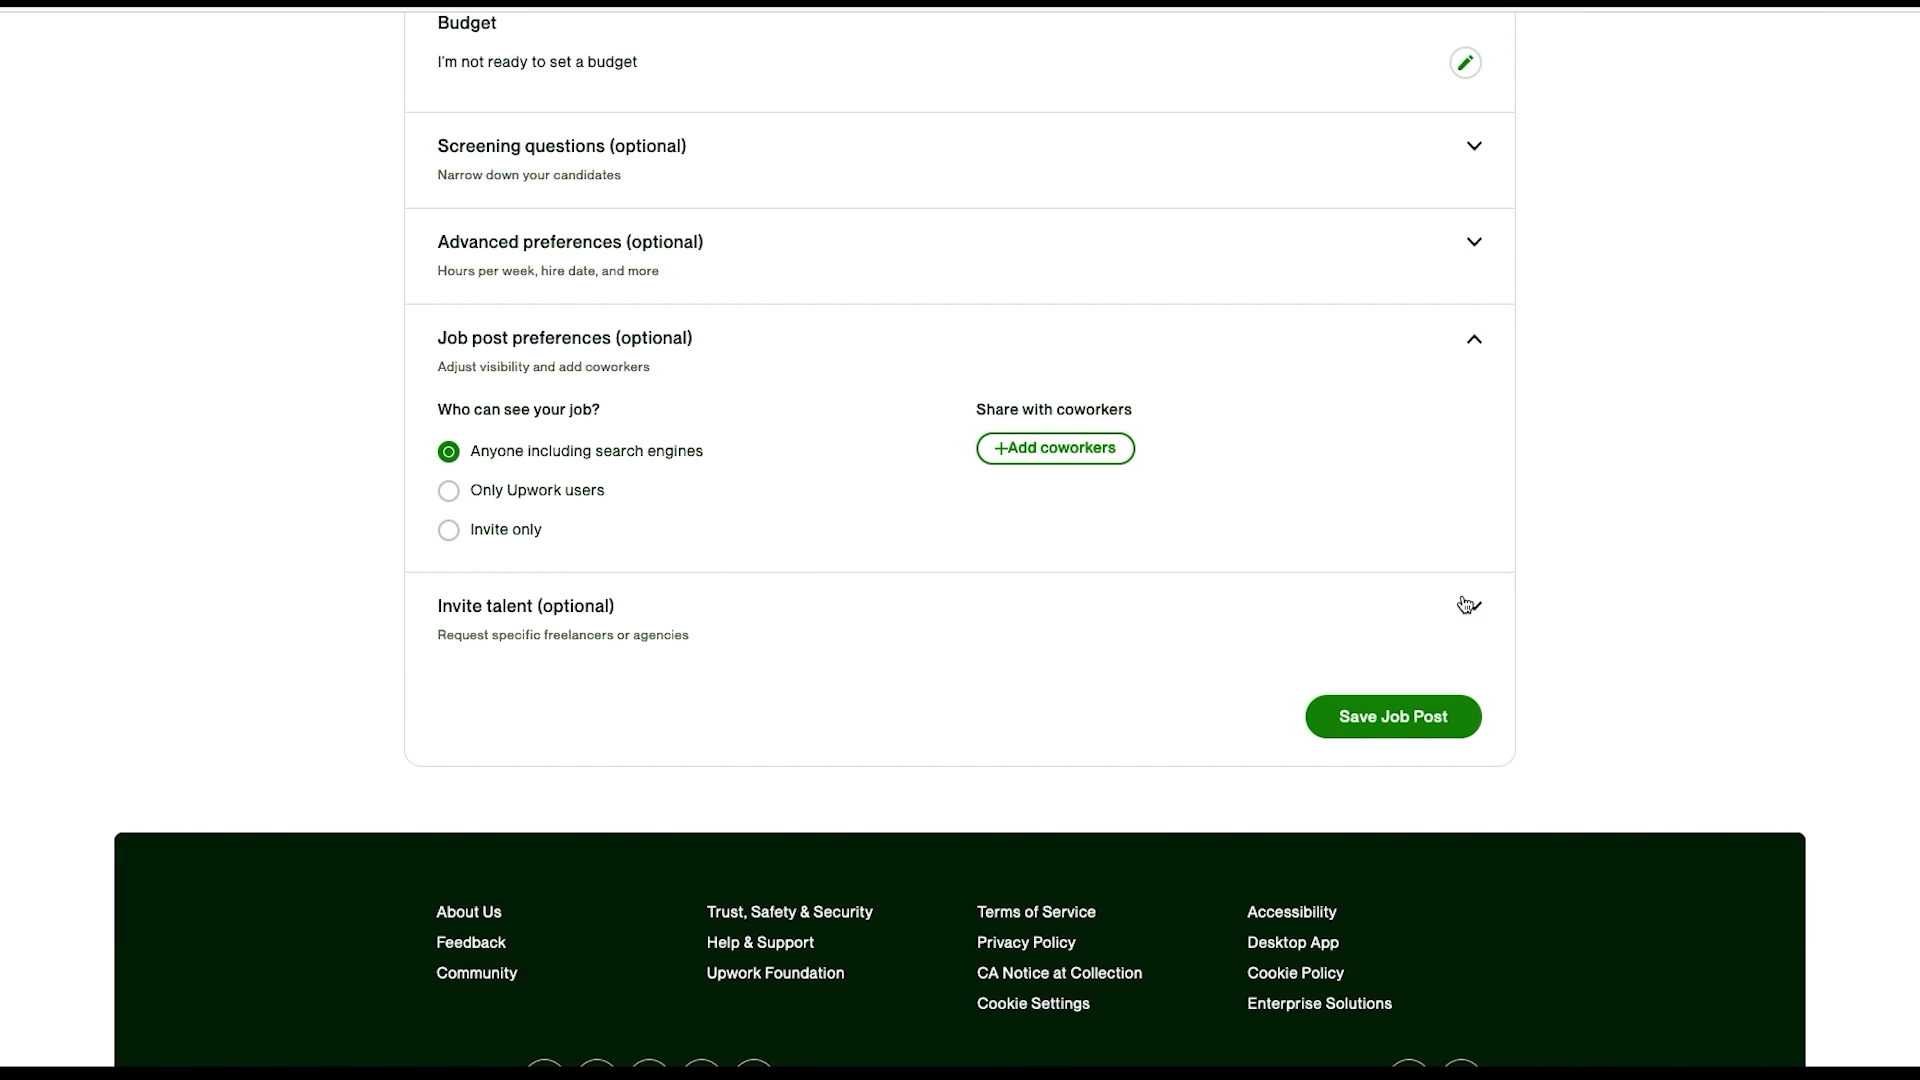 Budget
I'm not ready to set a budget
Screening questions (optional)
Narrow down your candidates
Advanced preferences (optional)
Hours per week, hire date, and more
Job post preferences (optional)
Adjust visibility and add coworkers
Who can see your job?
Share with coworkers
Anyone including search engines
+Add coworkers
Only Upwork users
Invite only
Invite talent (optional)
Request specific freelancers or agencies
Save Job Post
About Us
Feedback
Community
Trust, Safety & Security
Help & Support
Upwork Foundation
Terms of Service
Privacy Policy
CA Notice at Collection
Cookie Settings
Accessibility
Desktop App
Cookie Policy
Enterprise Solutions